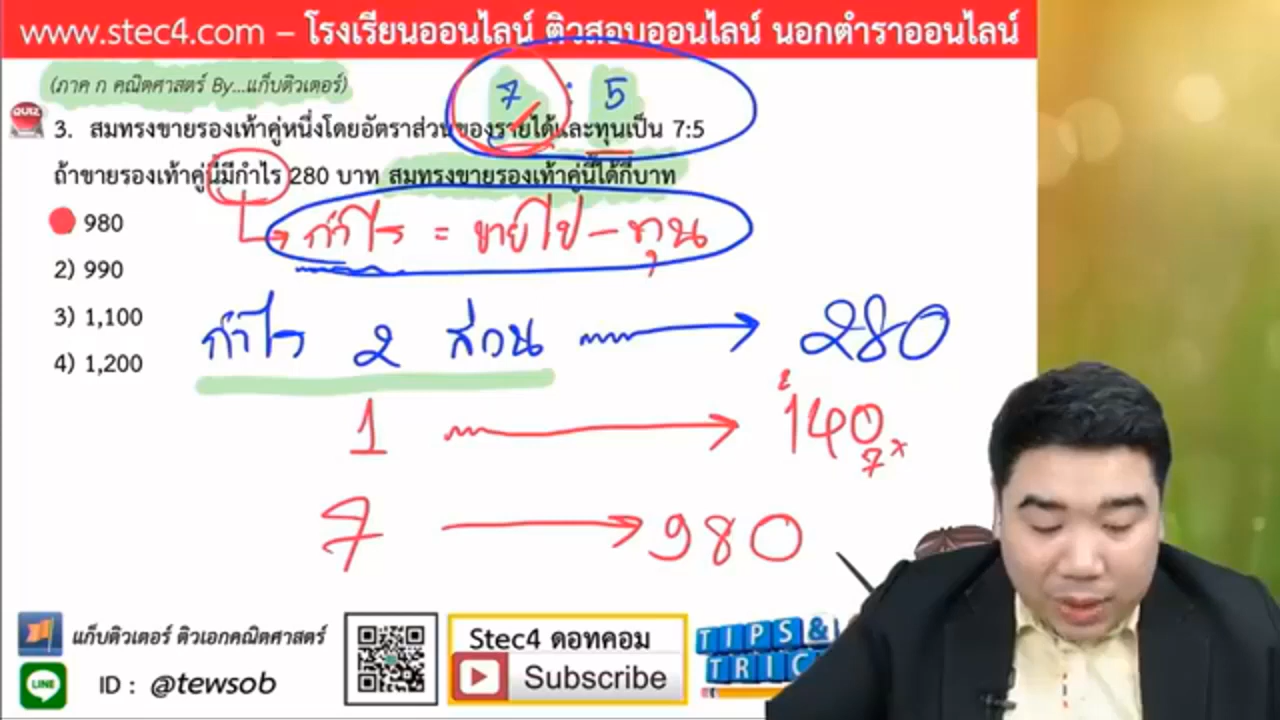 www.stec4.com – โรงเรียนออนไลน์ ติวสอบออนไลน์ นอกตำราออนไลน์
(ภาค ก คณิตศาสตร์ By...แก็บติวเตอร์)
7 : 5
QUIZ
3. สมทรงขายรองเท้าคู่หนึ่งโดยอัตราส่วนของรายได้และทุนเป็น 7:5
ถ้าขายรองเท้าคู่นี้มีกำไร 280 บาท สมทรงขายรองเท้าคู่นี้ได้กี่บาท
980
กำไร = ขายไป - ทุน
2) 990
3) 1,100
กำไร 2 ส่วน 280
4) 1,200
2
1 140
7 x
7 980
แก็บติวเตอร์ ติวเอกคณิตศาสตร์
LINE ID : @tewsob
Stec4 ดอทคอม
Subscribe
TIPS &